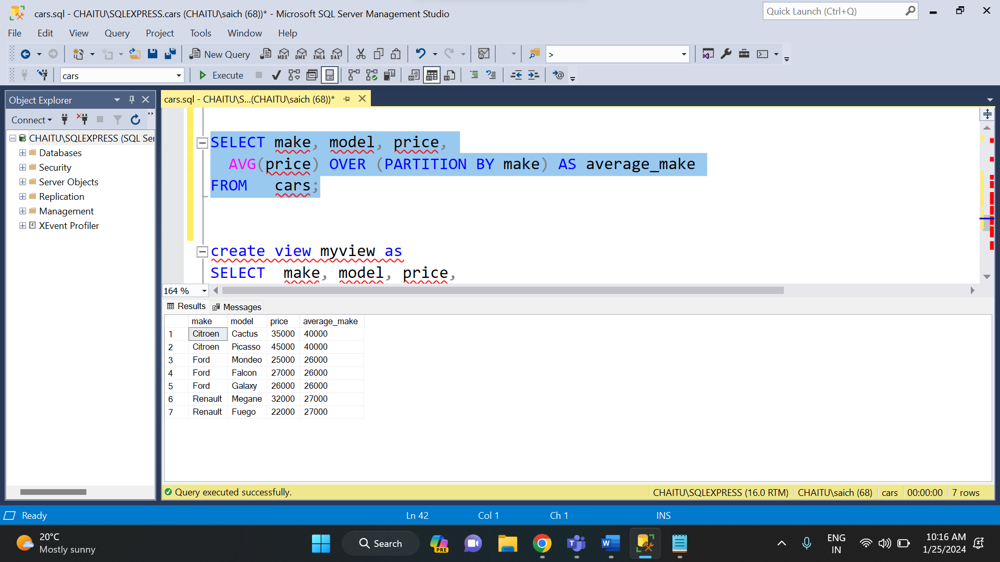 cars.sql - CHAITU\SQLEXPRESS.cars (CHAITU\saich (68))* - Microsoft SQL Server Management Studio
Quick Launch (Ctrl+Q)
File Edit View Query Project Tools Window Help
New Query MDX DMX XMLA DAX >
cars Execute
Object Explorer
Connect
CHAITU\SQLEXPRESS (SQL Ser
Databases
Security
Server Objects
Replication
Management
XEvent Profiler
cars.sql - CHAITU\S...(CHAITU\saich (68))*
SELECT make, model, price,
AVG(price) OVER (PARTITION BY make) AS average_make
FROM cars;
create view myview as
SELECT make, model, price,
164 %
Results Messages
make model price average_make
1 Citroen Cactus 35000 40000
2 Citroen Picasso 45000 40000
3 Ford Mondeo 25000 26000
4 Ford Falcon 27000 26000
5 Ford Galaxy 26000 26000
6 Renault Megane 32000 27000
7 Renault Fuego 22000 27000
Query executed successfully. CHAITU\SQLEXPRESS (16.0 RTM) CHAITU\saich (68) cars 00:00:00 7 rows
Ready Ln 42 Col 1 Ch 1 INS
20°C
Mostly sunny
Search
PRE
ENG
IN
10:16 AM
1/25/2024